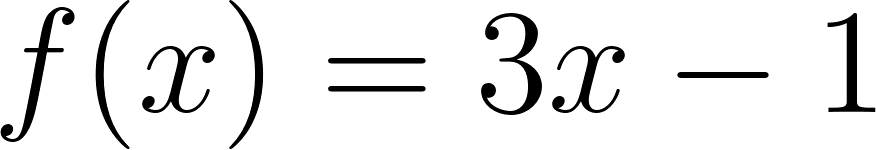 f(x) = 3x − 1